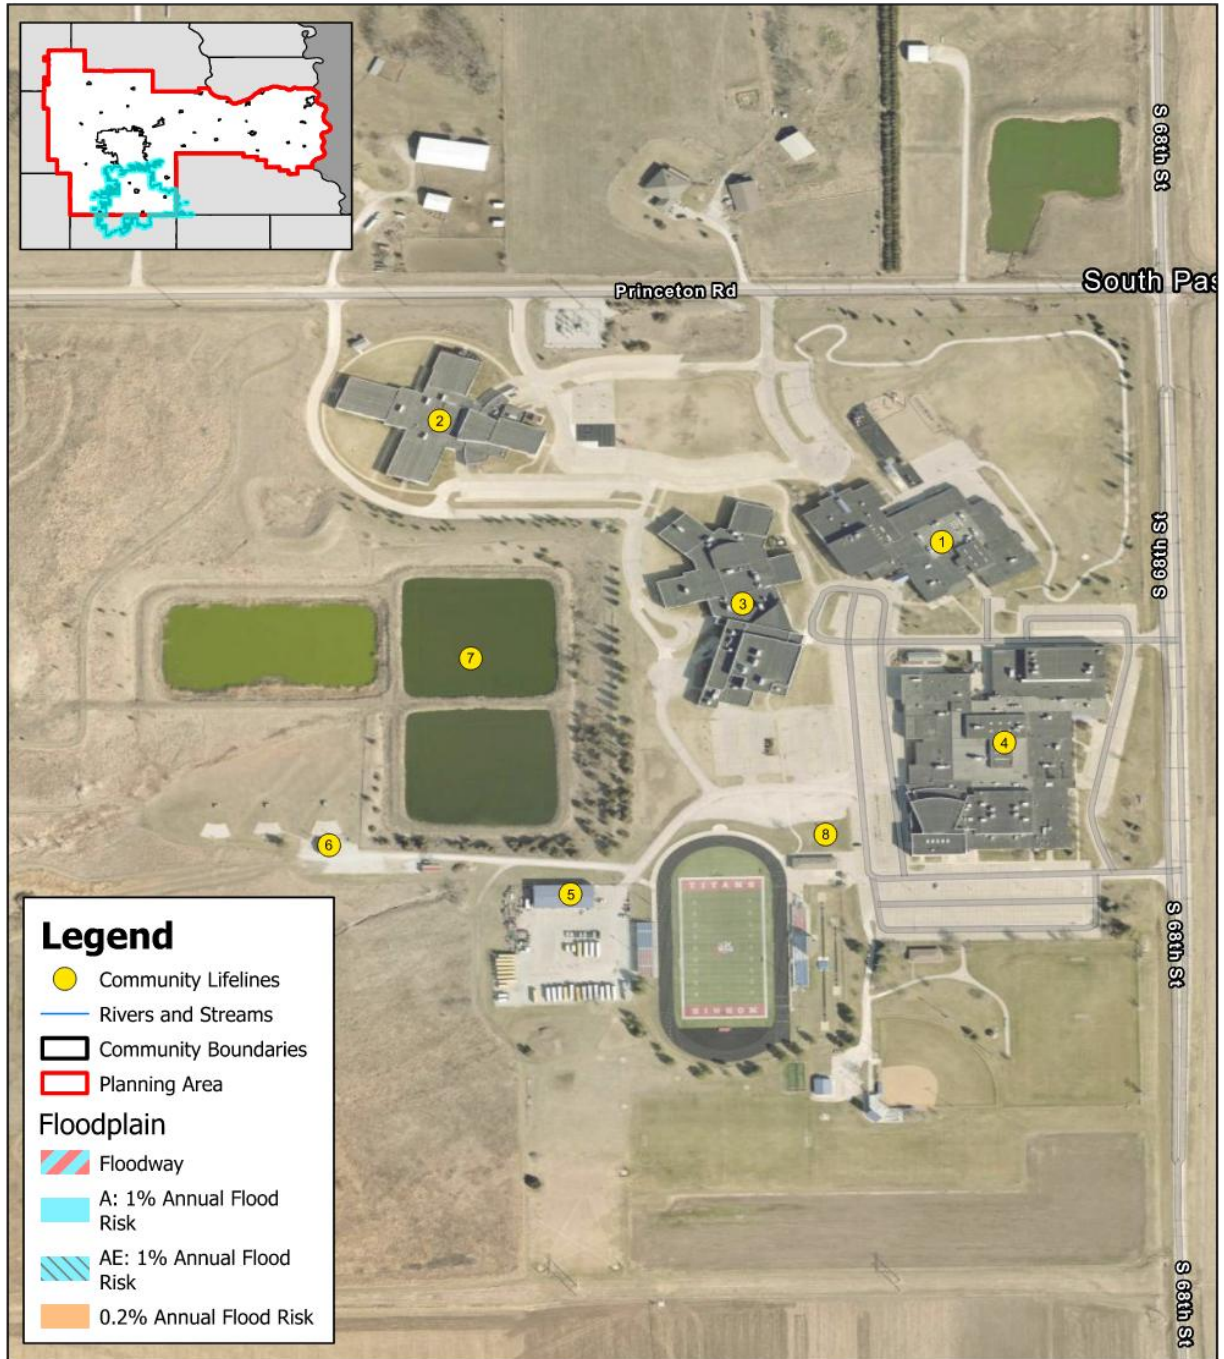 S 68th St
Princeton Rd
South Pas
2
1
S 68th St
3
7
4
8
6
5
TITANS
NORRIS
S 68th St
S 68th St
Legend
Community Lifelines
Rivers and Streams
Community Boundaries
Planning Area
Floodplain
Floodway
A: 1% Annual Flood
Risk
AE: 1% Annual Flood
Risk
0.2% Annual Flood Risk